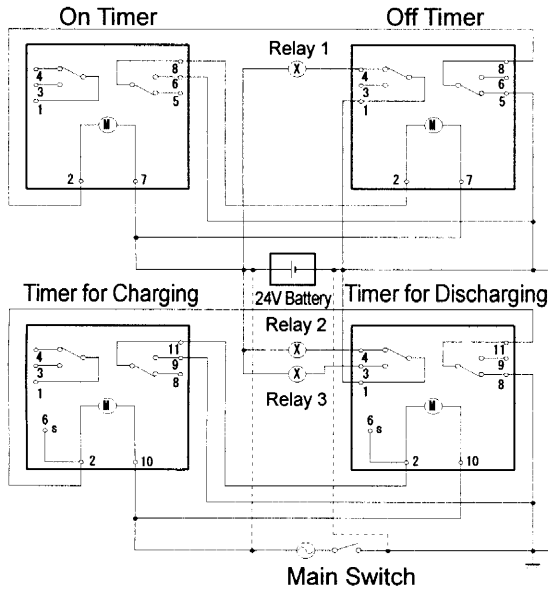 On Timer
Off Timer
Relay 1
X
4
3
1
8
6
5
M
2
7
4
3
1
8
6
5
M
2
7
24V Battery
Timer for Charging
Timer for Discharging
Relay 2
X
X
Relay 3
4
3
1
11
9
8
M
6
s
2
10
4
3
1
11
9
8
M
6
s
2
10
Main Switch